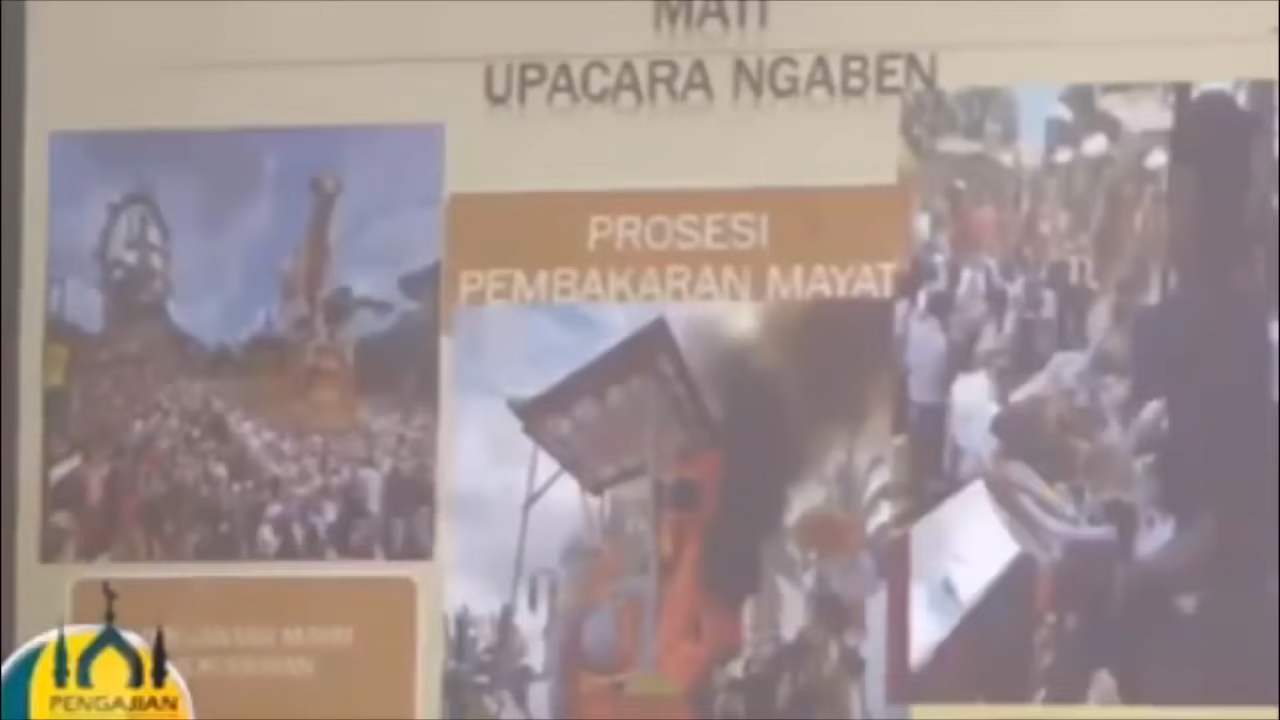 MATI
UPACARA NGABEN
PROSESI
PEMBAKARAN MAYAT
PENGAJIAN